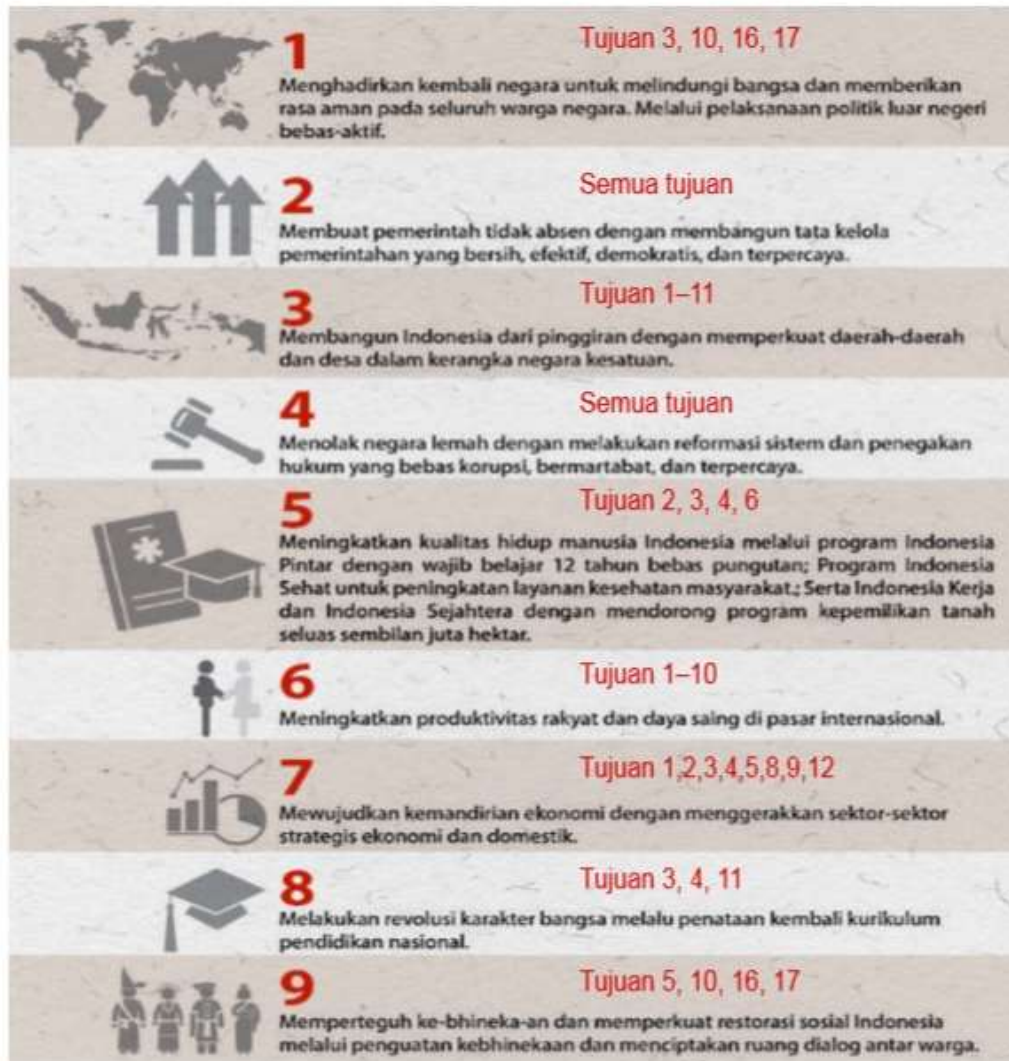 1
Tujuan 3, 10, 16, 17
Menghadirkan kembali negara untuk melindungi bangsa dan memberikan
rasa aman pada seluruh warga negara. Melalui pelaksanaan politik luar negeri
bebas-aktif.
2
Semua tujuan
Membuat pemerintah tidak absen dengan membangun tata kelola
pemerintahan yang bersih, efektif, demokratis, dan terpercaya.
3
Tujuan 1–11
Membangun Indonesia dari pinggiran dengan memperkuat daerah-daerah
dan desa dalam kerangka negara kesatuan.
4
Semua tujuan
Menolak negara lemah dengan melakukan reformasi sistem dan penegakan
hukum yang bebas korupsi, bermartabat, dan terpercaya.
5
Tujuan 2, 3, 4, 6
Meningkatkan kualitas hidup manusia Indonesia melalui program Indonesia
Pintar dengan wajib belajar 12 tahun bebas pungutan; Program Indonesia
Sehat untuk peningkatan layanan kesehatan masyarakat.; Serta Indonesia Kerja
dan Indonesia Sejahtera dengan mendorong program kepemilikan tanah
seluas sembilan juta hektar.
6
Tujuan 1–10
Meningkatkan produktivitas rakyat dan daya saing di pasar internasional.
7
Tujuan 1,2,3,4,5,8,9,12
Mewujudkan kemandirian ekonomi dengan menggerakkan sektor-sektor
strategis ekonomi dan domestik.
8
Tujuan 3, 4, 11
Melakukan revolusi karakter bangsa melalu penataan kembali kurikulum
pendidikan nasional.
9
Tujuan 5, 10, 16, 17
Memperteguh ke-bhineka-an dan memperkuat restorasi sosial Indonesia
melalui penguatan kebhinekaan dan menciptakan ruang dialog antar warga.